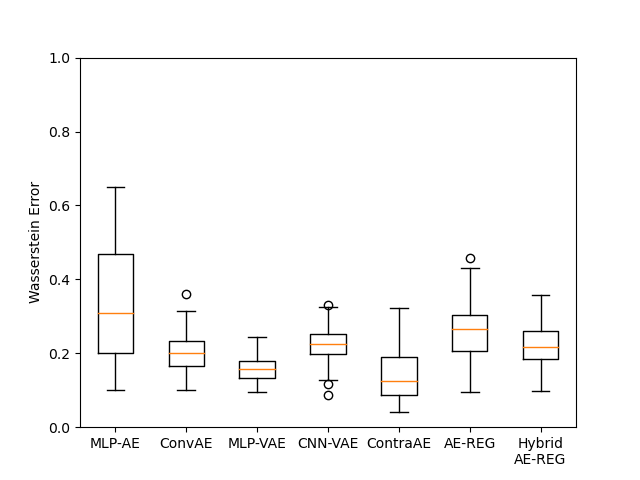 1.0
0.8
0.6
0.4
0.2
0.0
Wasserstein Error
MLP-AE ConvAE MLP-VAE CNN-VAE ContraAE AE-REG Hybrid
AE-REG